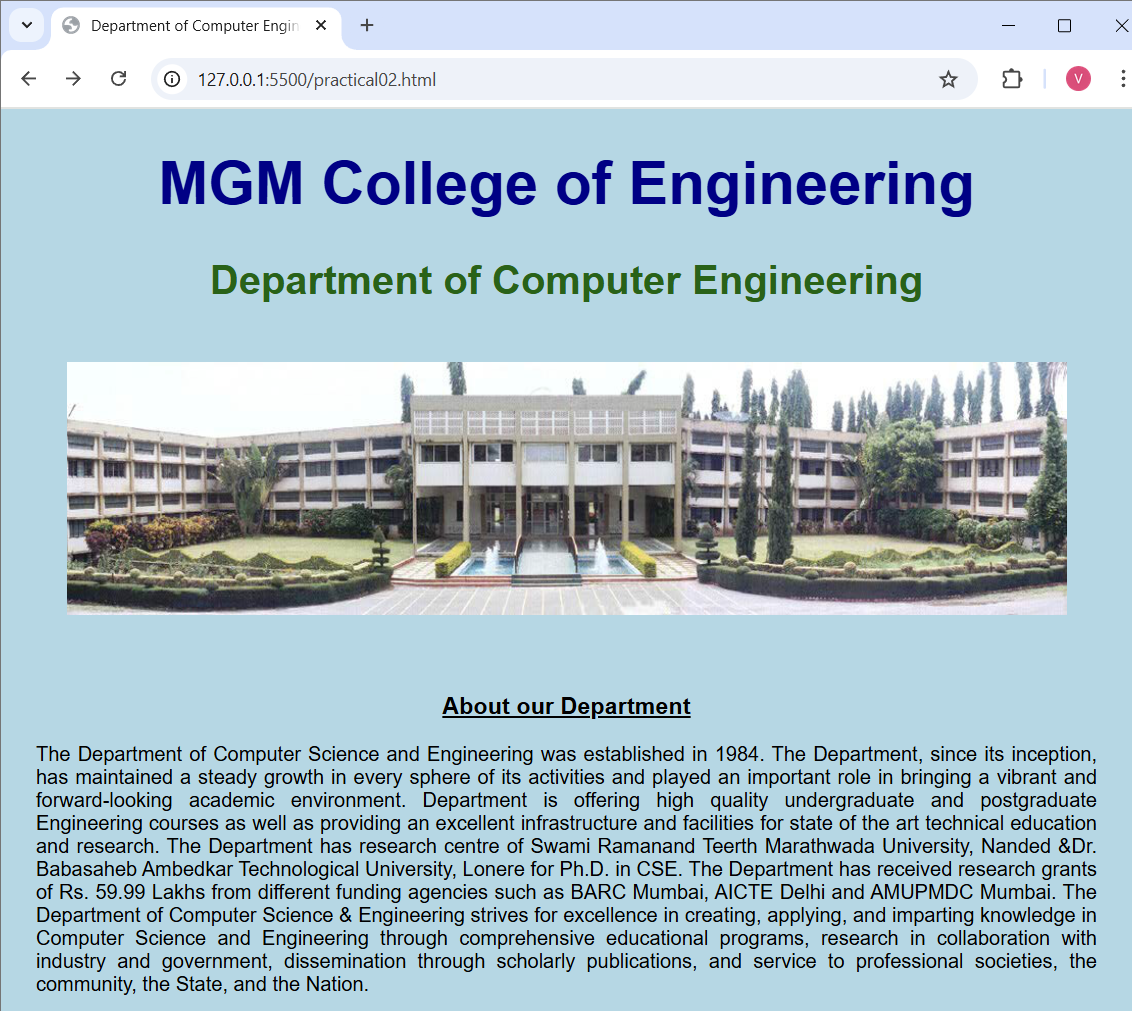 Department of Computer Engin
127.0.0.1:5500/practical02.html
V
MGM College of Engineering
Department of Computer Engineering
About our Department
The Department of Computer Science and Engineering was established in 1984. The Department, since its inception,
has maintained a steady growth in every sphere of its activities and played an important role in bringing a vibrant and
forward-looking academic environment. Department is offering high quality undergraduate and postgraduate
Engineering courses as well as providing an excellent infrastructure and facilities for state of the art technical education
and research. The Department has research centre of Swami Ramanand Teerth Marathwada University, Nanded &Dr.
Babasaheb Ambedkar Technological University, Lonere for Ph.D. in CSE. The Department has received research grants
of Rs. 59.99 Lakhs from different funding agencies such as BARC Mumbai, AICTE Delhi and AMUPMDC Mumbai. The
Department of Computer Science & Engineering strives for excellence in creating, applying, and imparting knowledge in
Computer Science and Engineering through comprehensive educational programs, research in collaboration with
industry and government, dissemination through scholarly publications, and service to professional societies, the
community, the State, and the Nation.